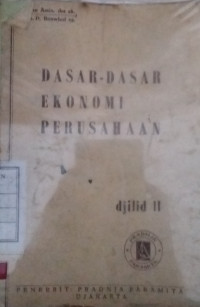 DASAR-DASAR
EKONOMI
PERUSAHAAN
djilid II
PENERBIT: PRADNJA PARAMITA
DJAKARTA